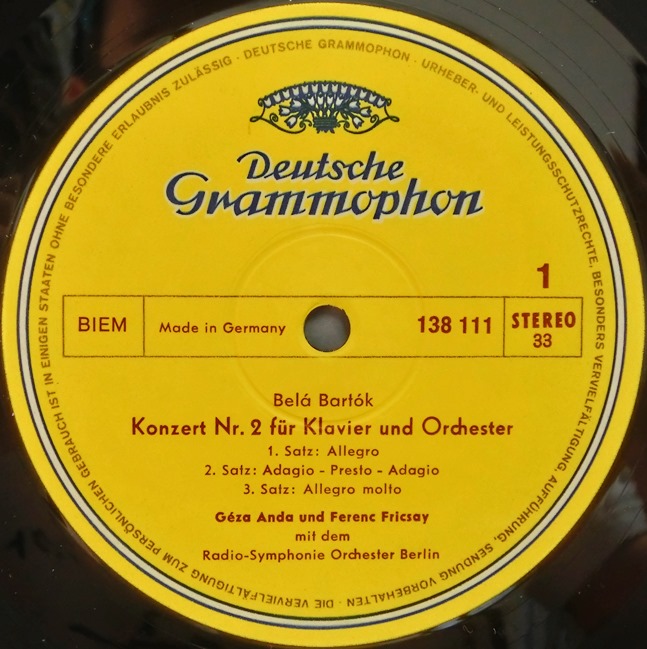 Deutsche
Grammophon
1
BIEM
Made in Germany
138 111
STEREO
33
Belá Bartók
Konzert Nr. 2 für Klavier und Orchester
1. Satz: Allegro
2. Satz: Adagio - Presto - Adagio
3. Satz: Allegro molto
Géza Anda und Ferenc Fricsay
mit dem
Radio-Symphonie Orchester Berlin
DEUTSCHE GRAMMOPHON · URHEBER- UND LEISTUNGSSCHUTZRECHTE, BESONDERS VERVIELFÄLTIGUNG, AUFFÜHRUNG, SENDUNG VORBEHALTEN · DIE VERVIELFÄLTIGUNG ZUM PERSÖNLICHEN GEBRAUCH IST IN EINIGEN STAATEN OHNE BESONDERE ERLAUBNIS ZULÄSSIG ·